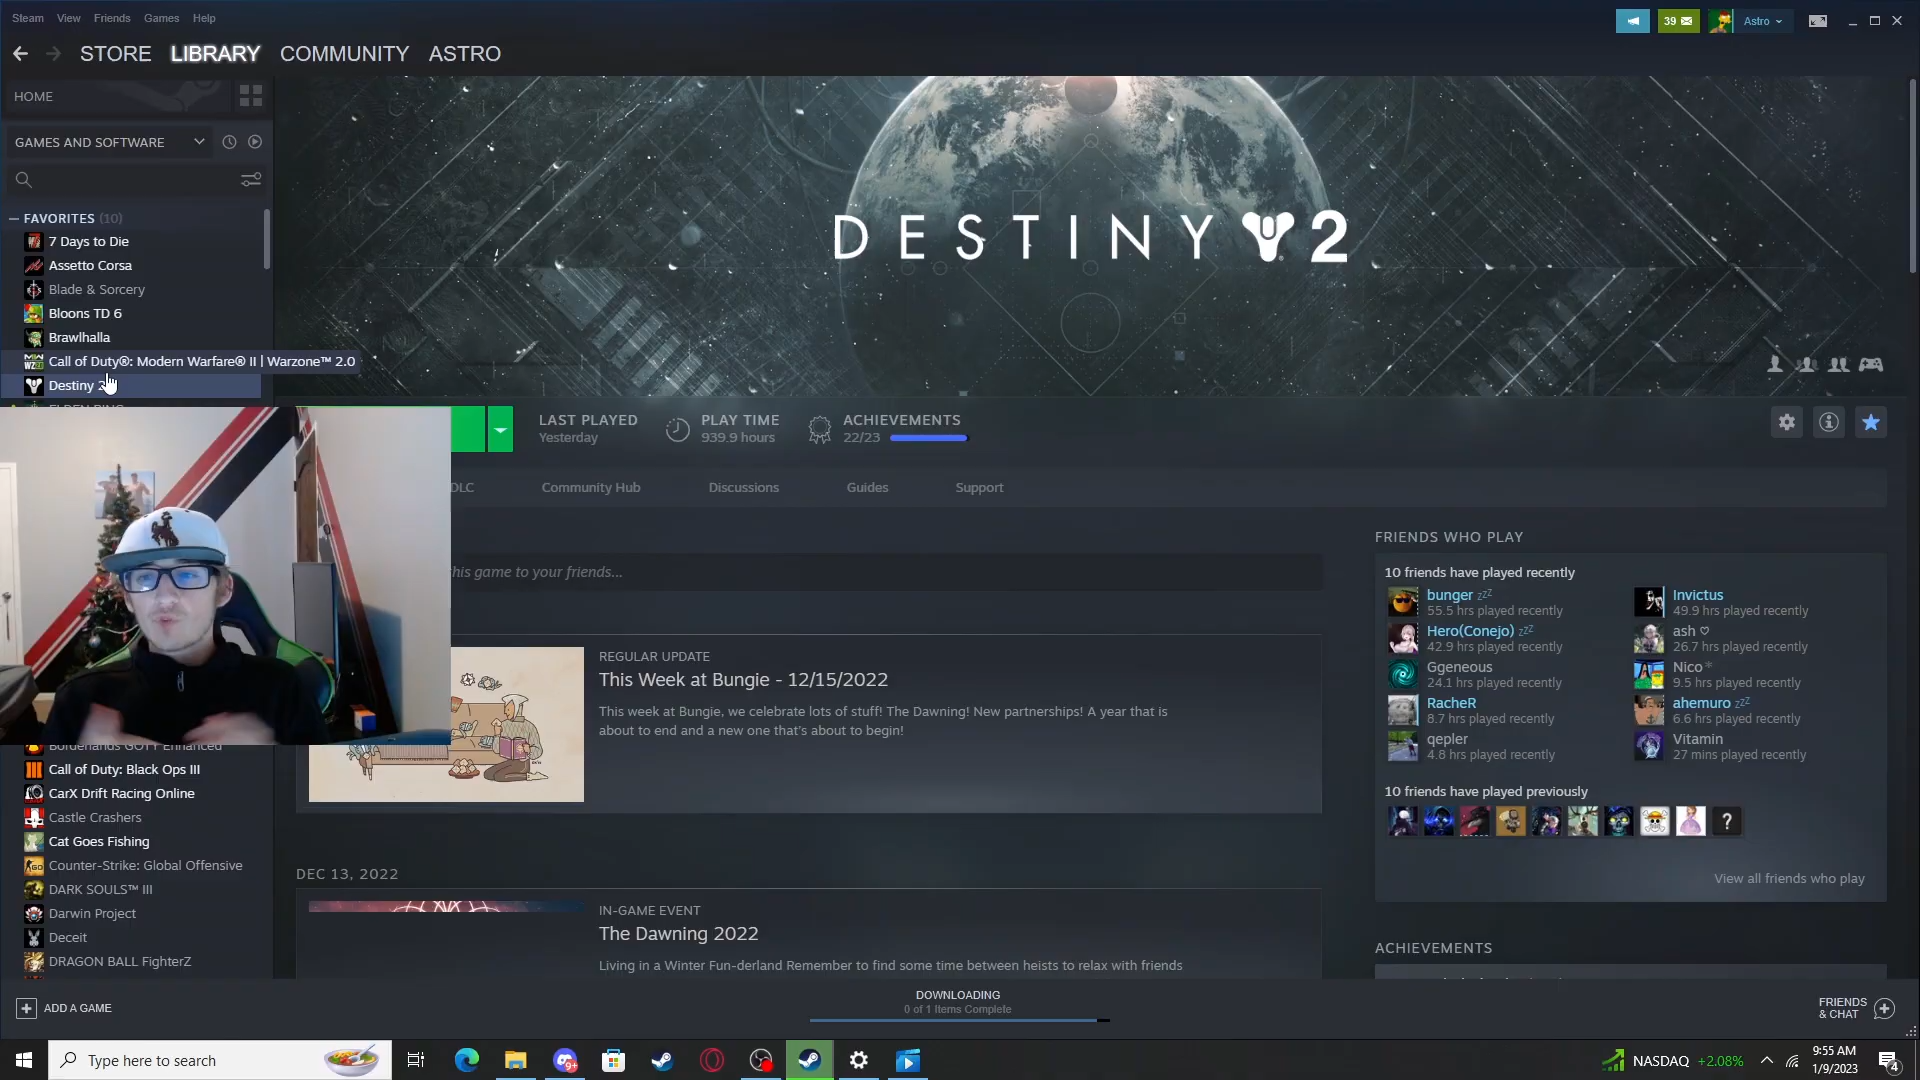 Steam View Friends Games Help
39
Astro
STORE LIBRARY COMMUNITY ASTRO
HOME
GAMES AND SOFTWARE
FAVORITES (10)
7 Days to Die
Assetto Corsa
Blade & Sorcery
Bloons TD 6
Brawlhalla
Call of Duty®: Modern Warfare® II | Warzone™ 2.0
Destiny 2
DESTINY 2
LAST PLAYED
Yesterday
PLAY TIME
939.9 hours
ACHIEVEMENTS
22/23
DLC Community Hub Discussions Guides Support
this game to your friends...
REGULAR UPDATE
This Week at Bungie - 12/15/2022
This week at Bungie, we celebrate lots of stuff! The Dawning! New partnerships! A year that is
about to end and a new one that's about to begin!
DEC 13, 2022
IN-GAME EVENT
The Dawning 2022
Living in a Winter Fun-derland Remember to find some time between heists to relax with friends
FRIENDS WHO PLAY
10 friends have played recently
bunger zzZ
55.5 hrs played recently
Invictus
49.9 hrs played recently
Hero(Conejo) zzZ
42.9 hrs played recently
ash ♡
26.7 hrs played recently
Ggeneous
24.1 hrs played recently
Nico*
9.5 hrs played recently
RacheR
8.7 hrs played recently
ahemuro zzZ
6.6 hrs played recently
qepler
4.8 hrs played recently
Vitamin
27 mins played recently
10 friends have played previously
?
View all friends who play
ACHIEVEMENTS
Borderlands GOTY Enhanced
Call of Duty: Black Ops III
CarX Drift Racing Online
Castle Crashers
Cat Goes Fishing
Counter-Strike: Global Offensive
DARK SOULS™ III
Darwin Project
Deceit
DRAGON BALL FighterZ
ADD A GAME
DOWNLOADING
0 of 1 Items Complete
FRIENDS
& CHAT
Type here to search
NASDAQ +2.08%
9:55 AM
1/9/2023
4